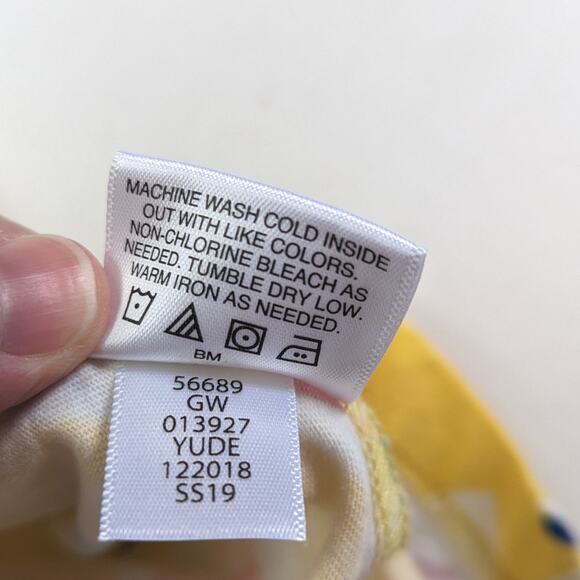 MACHINE WASH COLD INSIDE
OUT WITH LIKE COLORS.
NON-CHLORINE BLEACH AS
NEEDED. TUMBLE DRY LOW.
WARM IRON AS NEEDED.
BM
56689
GW
013927
YUDE
122018
SS19